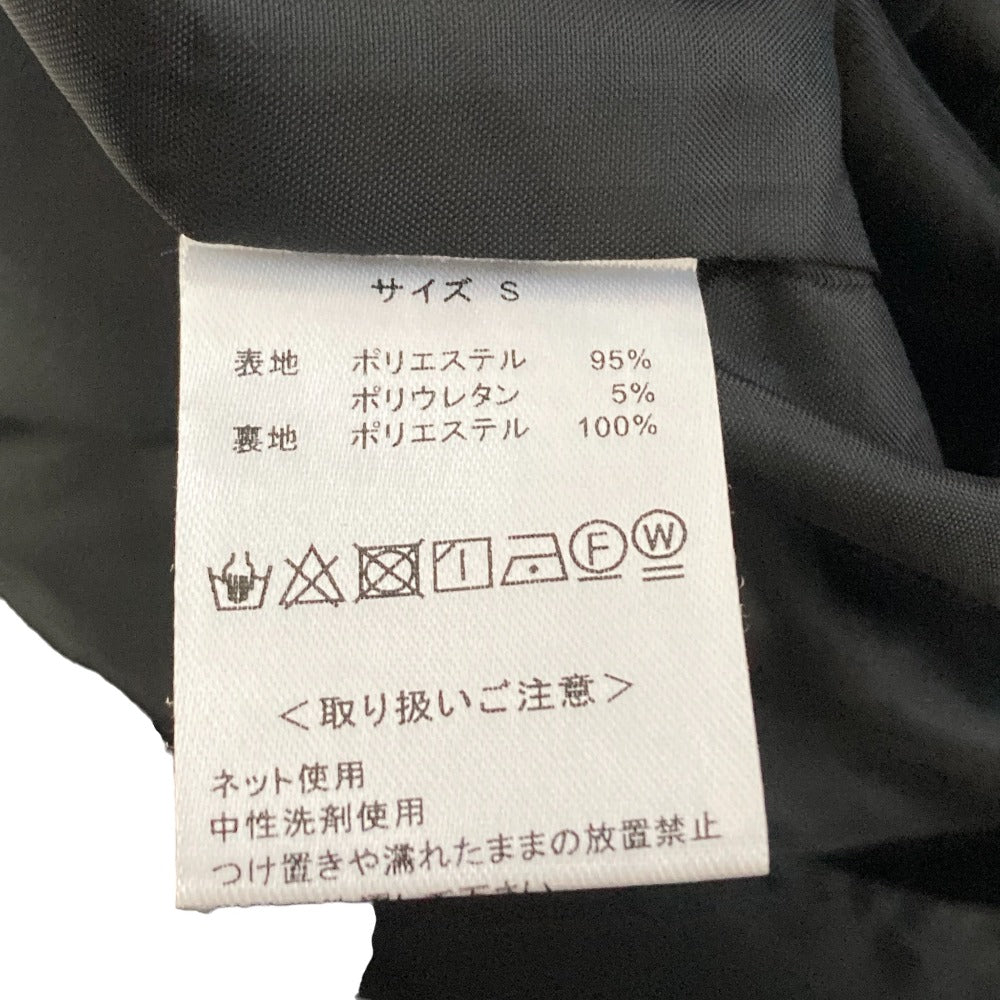 サイズ S
表地 ポリエステル 95%
ポリウレタン 5%
裏地 ポリエステル 100%
F W
<取り扱いご注意>
ネット使用
中性洗剤使用
つけ置きや濡れたままの放置禁止